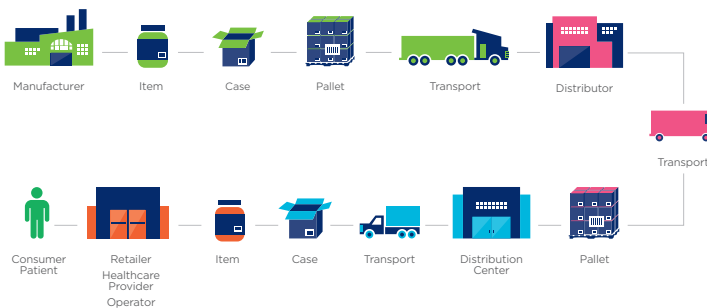 Manufacturer
Item
Case
Pallet
Transport
Distributor
Transport
Consumer
Patient
Retailer
Healthcare
Provider
Operator
Item
Case
Transport
Distribution
Center
Pallet